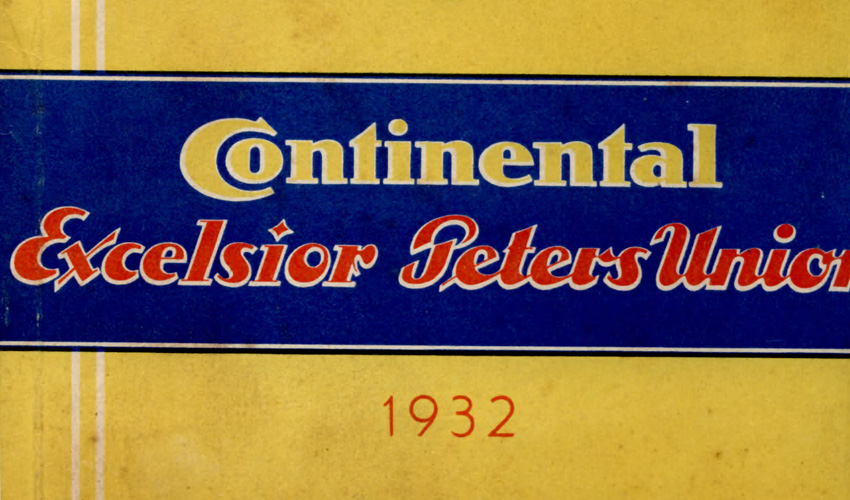 Continental
Excelsior Peters Union
1932